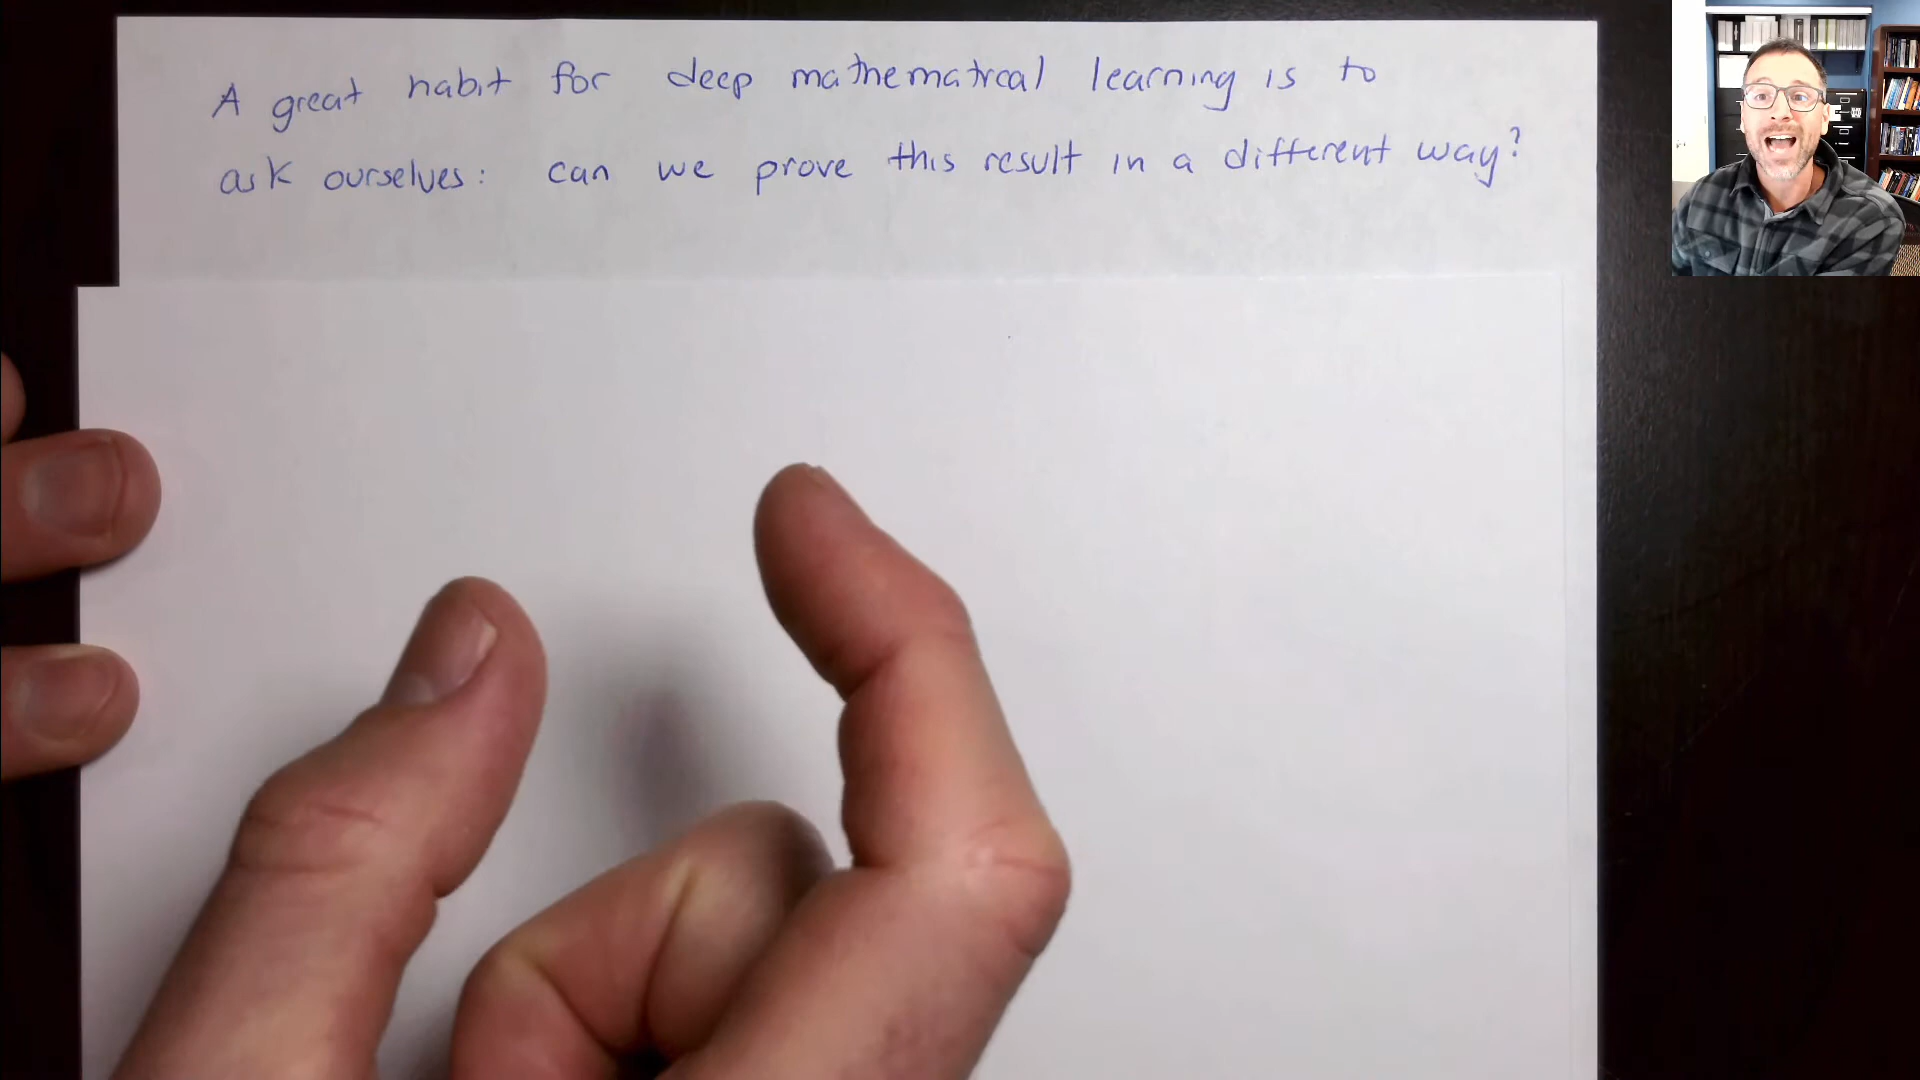 A great habit for deep mathematical learning is to
ask ourselves: can we prove this result in a different way?